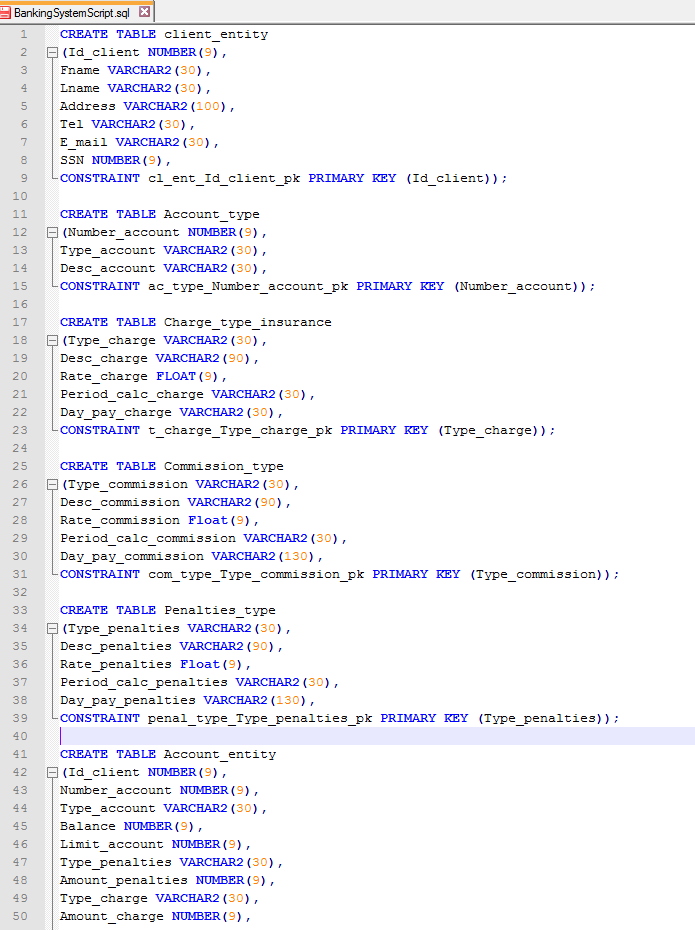 BankingSystemScript.sql
1 CREATE TABLE client_entity
2 (Id_client NUMBER(9),
3 Fname VARCHAR2(30),
4 Lname VARCHAR2(30),
5 Address VARCHAR2(100),
6 Tel VARCHAR2(30),
7 E_mail VARCHAR2(30),
8 SSN NUMBER(9),
9 CONSTRAINT cl_ent_Id_client_pk PRIMARY KEY (Id_client));
10
11 CREATE TABLE Account_type
12 (Number_account NUMBER(9),
13 Type_account VARCHAR2(30),
14 Desc_account VARCHAR2(30),
15 CONSTRAINT ac_type_Number_account_pk PRIMARY KEY (Number_account));
16
17 CREATE TABLE Charge_type_insurance
18 (Type_charge VARCHAR2(30),
19 Desc_charge VARCHAR2(90),
20 Rate_charge FLOAT(9),
21 Period_calc_charge VARCHAR2(30),
22 Day_pay_charge VARCHAR2(30),
23 CONSTRAINT t_charge_Type_charge_pk PRIMARY KEY (Type_charge));
24
25 CREATE TABLE Commission_type
26 (Type_commission VARCHAR2(30),
27 Desc_commission VARCHAR2(90),
28 Rate_commission Float(9),
29 Period_calc_commission VARCHAR2(30),
30 Day_pay_commission VARCHAR2(130),
31 CONSTRAINT com_type_Type_commission_pk PRIMARY KEY (Type_commission));
32
33 CREATE TABLE Penalties_type
34 (Type_penalties VARCHAR2(30),
35 Desc_penalties VARCHAR2(90),
36 Rate_penalties Float(9),
37 Period_calc_penalties VARCHAR2(30),
38 Day_pay_penalties VARCHAR2(130),
39 CONSTRAINT penal_type_Type_penalties_pk PRIMARY KEY (Type_penalties));
40
41 CREATE TABLE Account_entity
42 (Id_client NUMBER(9),
43 Number_account NUMBER(9),
44 Type_account VARCHAR2(30),
45 Balance NUMBER(9),
46 Limit_account NUMBER(9),
47 Type_penalties VARCHAR2(30),
48 Amount_penalties NUMBER(9),
49 Type_charge VARCHAR2(30),
50 Amount_charge NUMBER(9),